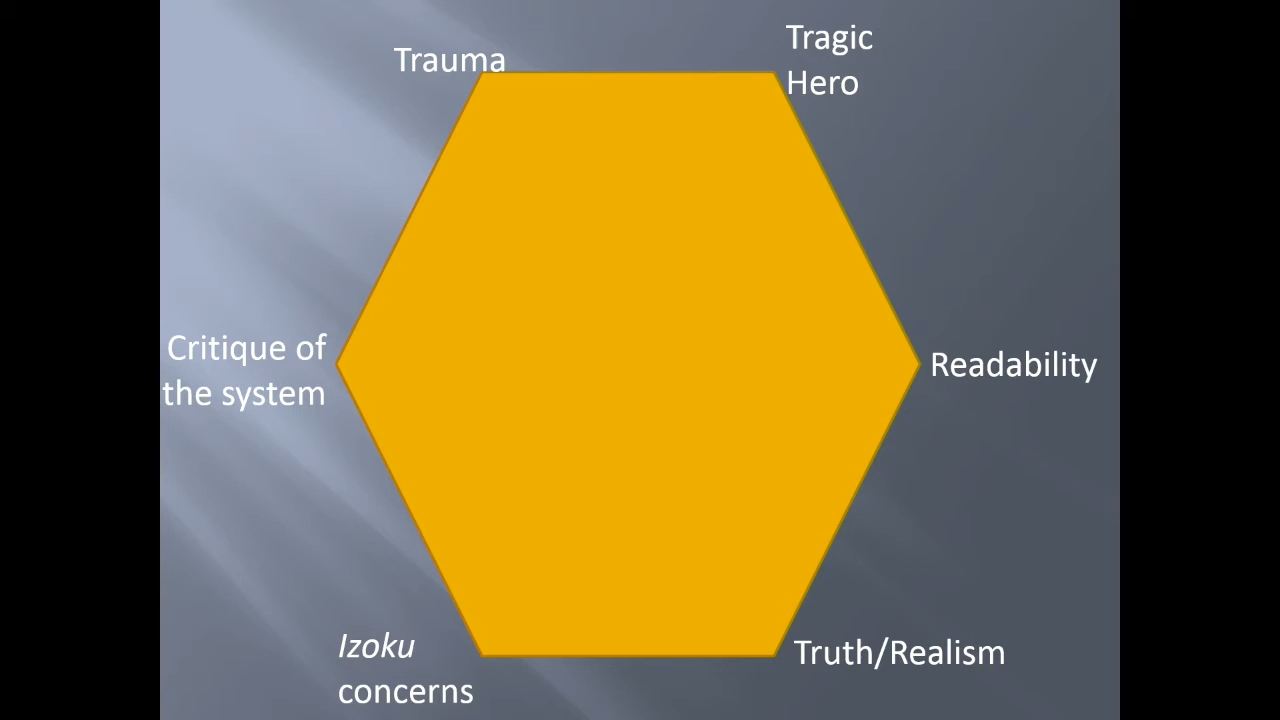 Trauma
Tragic
Hero
Critique of
the system
Readability
Izoku
concerns
Truth/Realism